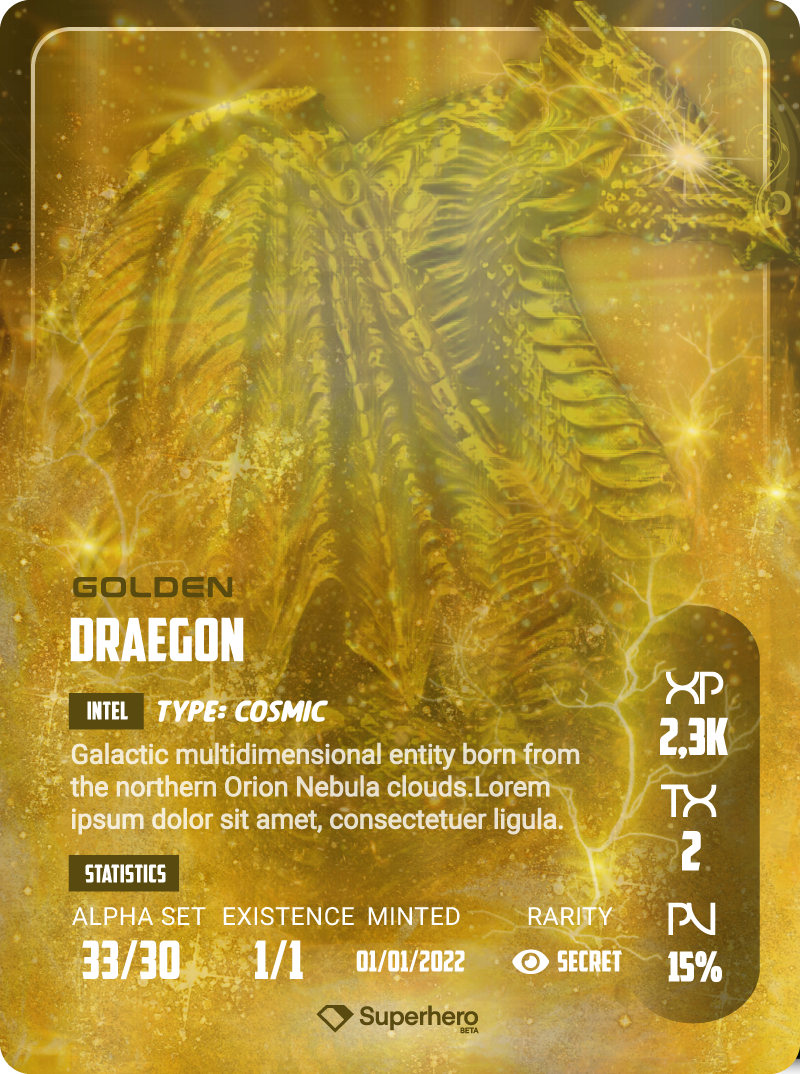 GOLDEN
DRAEGON
INTEL TYPE: COSMIC
Galactic multidimensional entity born from
the northern Orion Nebula clouds.Lorem
ipsum dolor sit amet, consectetuer ligula.
STATISTICS
ALPHA SET EXISTENCE MINTED RARITY
33/30 1/1 01/01/2022 SECRET
XP
2,3K
TX
2
PV
15%
Superhero
BETA